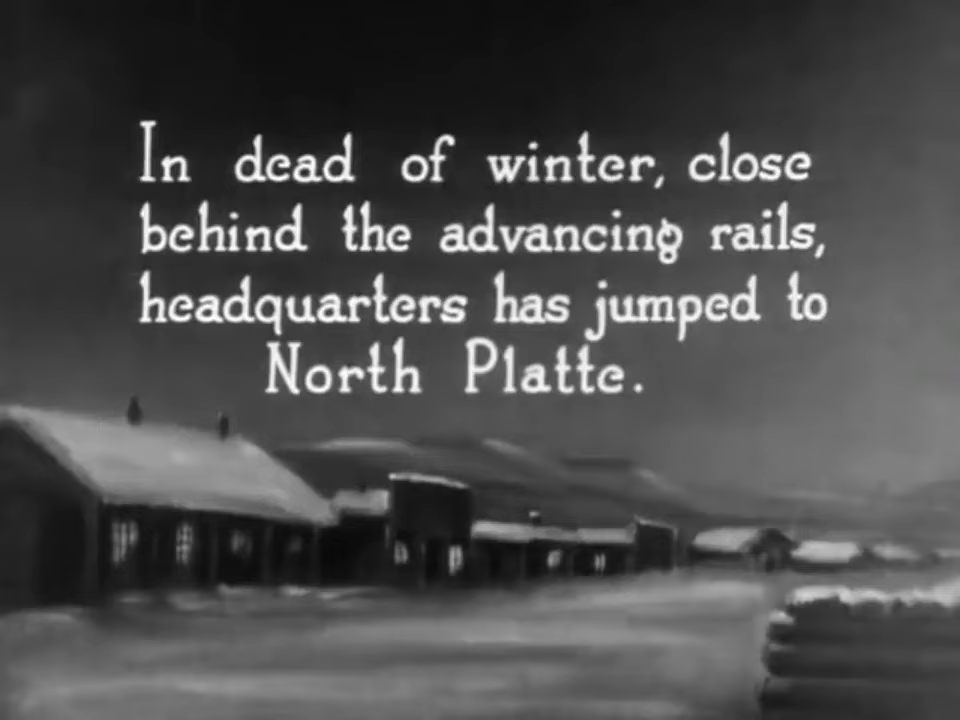 In dead of winter, close
behind the advancing rails,
headquarters has jumped to
North Platte.